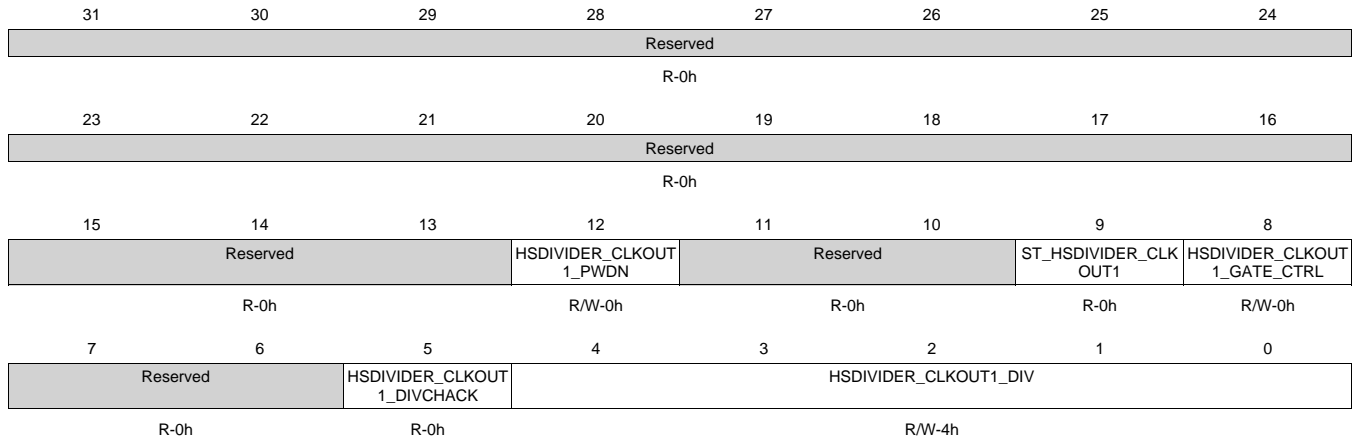 31 30 29 28 27 26 25 24
Reserved
R-0h
23 22 21 20 19 18 17 16
Reserved
R-0h
15 14 13 12 11 10 9 8
Reserved HSDIVIDER_CLKOUT Reserved ST_HSDIVIDER_CLK HSDIVIDER_CLKOUT
1_PWDN OUT1 1_GATE_CTRL
R-0h R/W-0h R-0h R-0h R/W-0h
7 6 5 4 3 2 1 0
Reserved HSDIVIDER_CLKOUT HSDIVIDER_CLKOUT1_DIV
1_DIVCHACK
R-0h R-0h R/W-4h